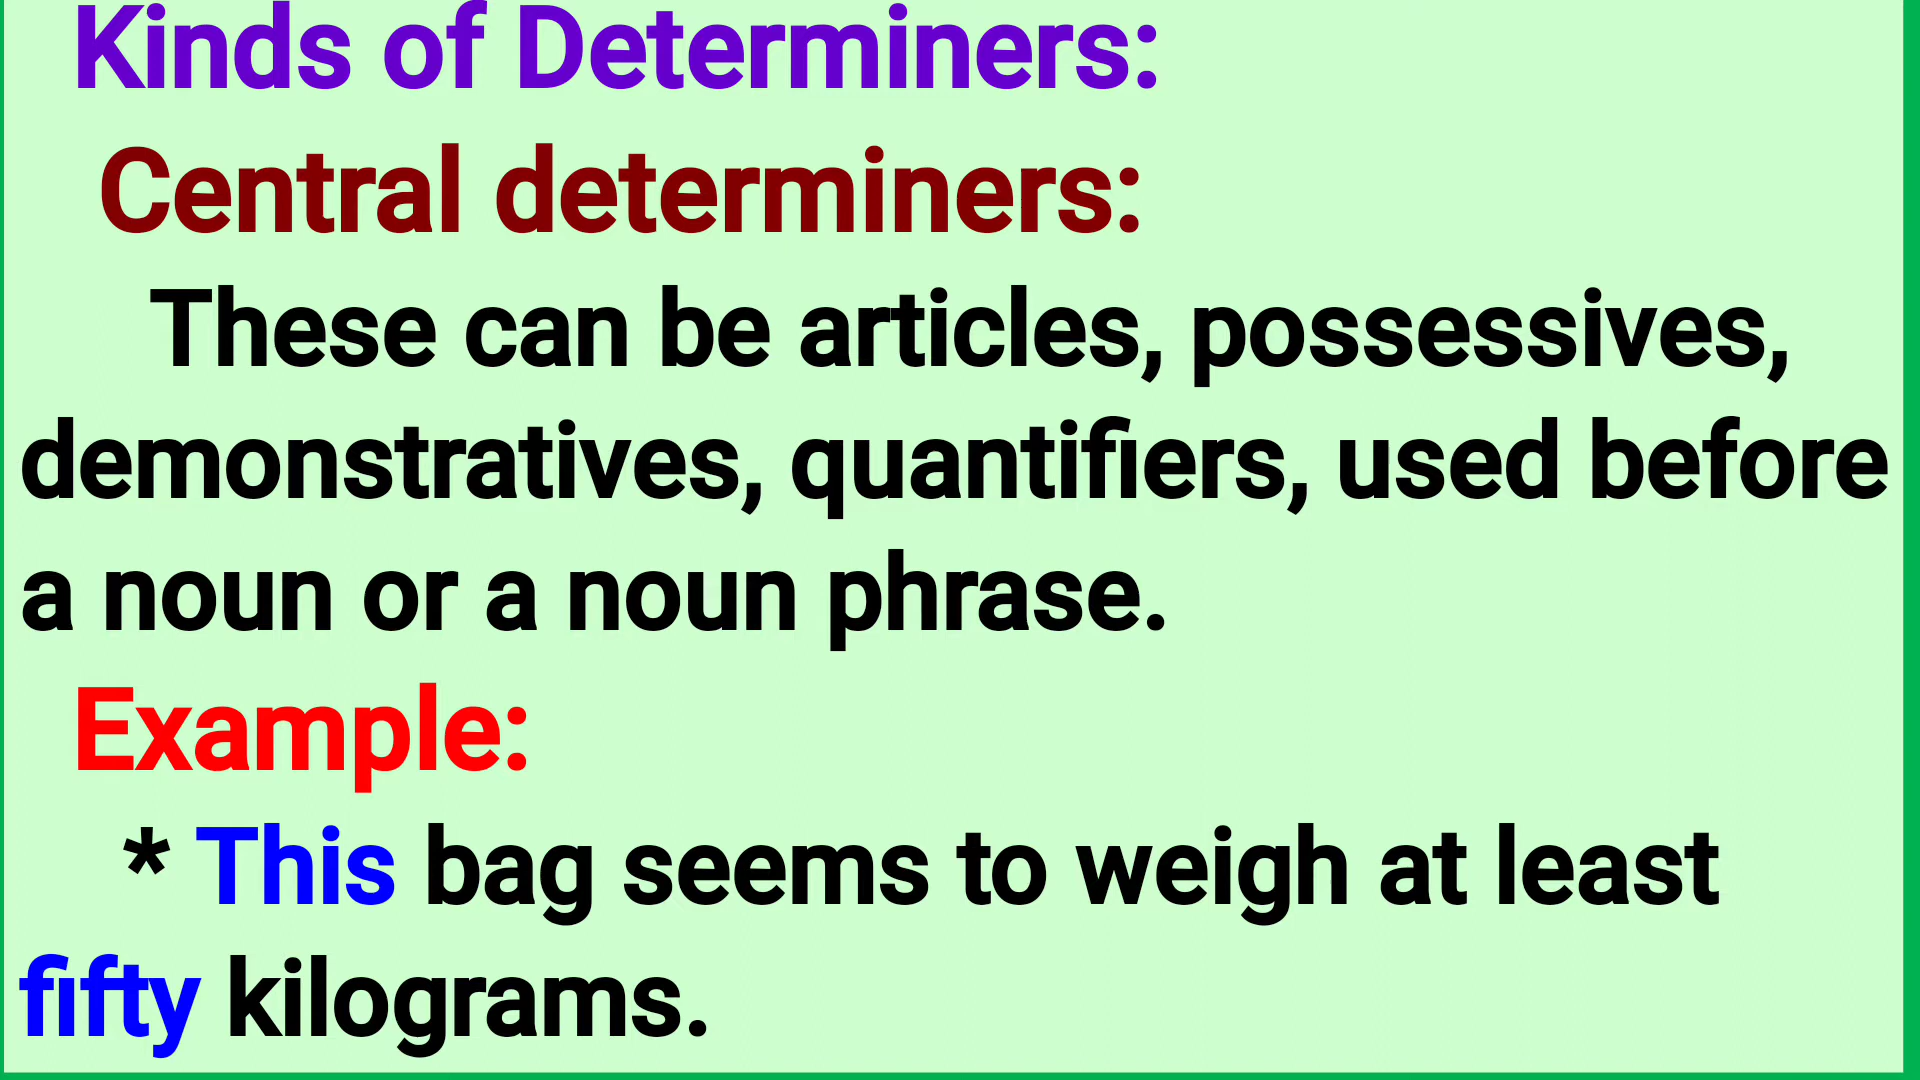 Kinds of Determiners:
Central determiners:
These can be articles, possessives,
demonstratives, quantifiers, used before
a noun or a noun phrase.
Example:
* This bag seems to weigh at least
fifty kilograms.